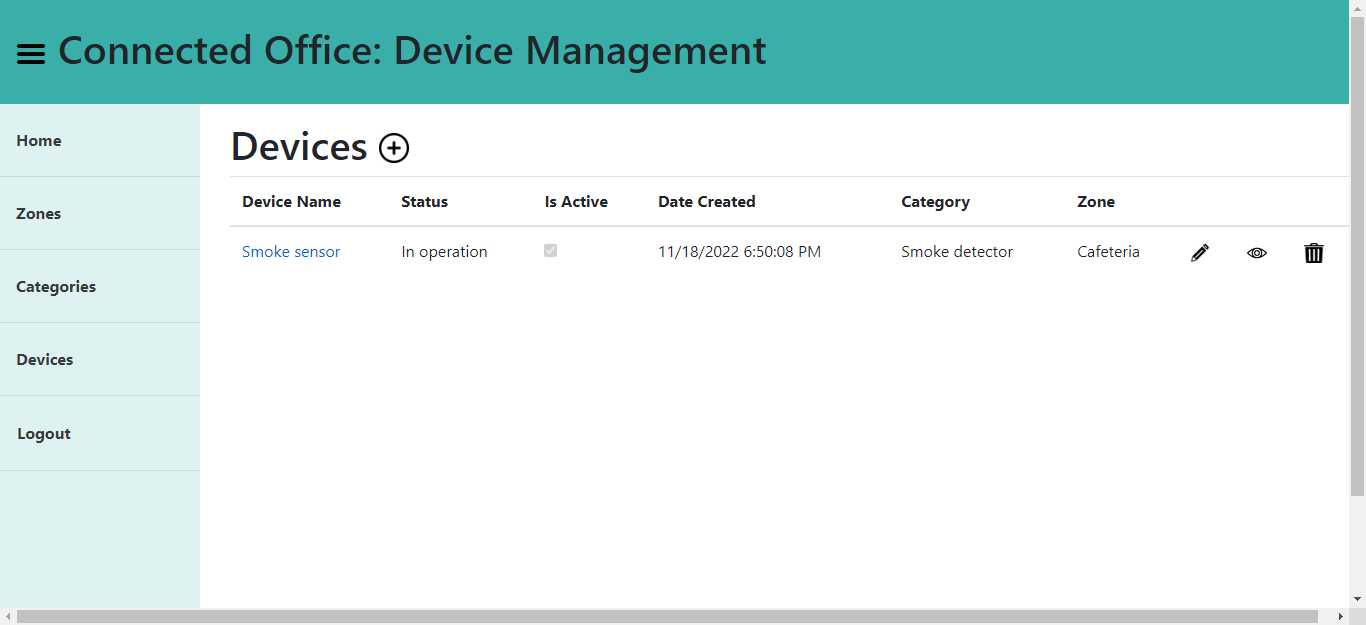 Connected Office: Device Management
Home
Zones
Categories
Devices
Logout
Devices
Device Name Status Is Active Date Created Category Zone
Smoke sensor In operation 11/18/2022 6:50:08 PM Smoke detector Cafeteria